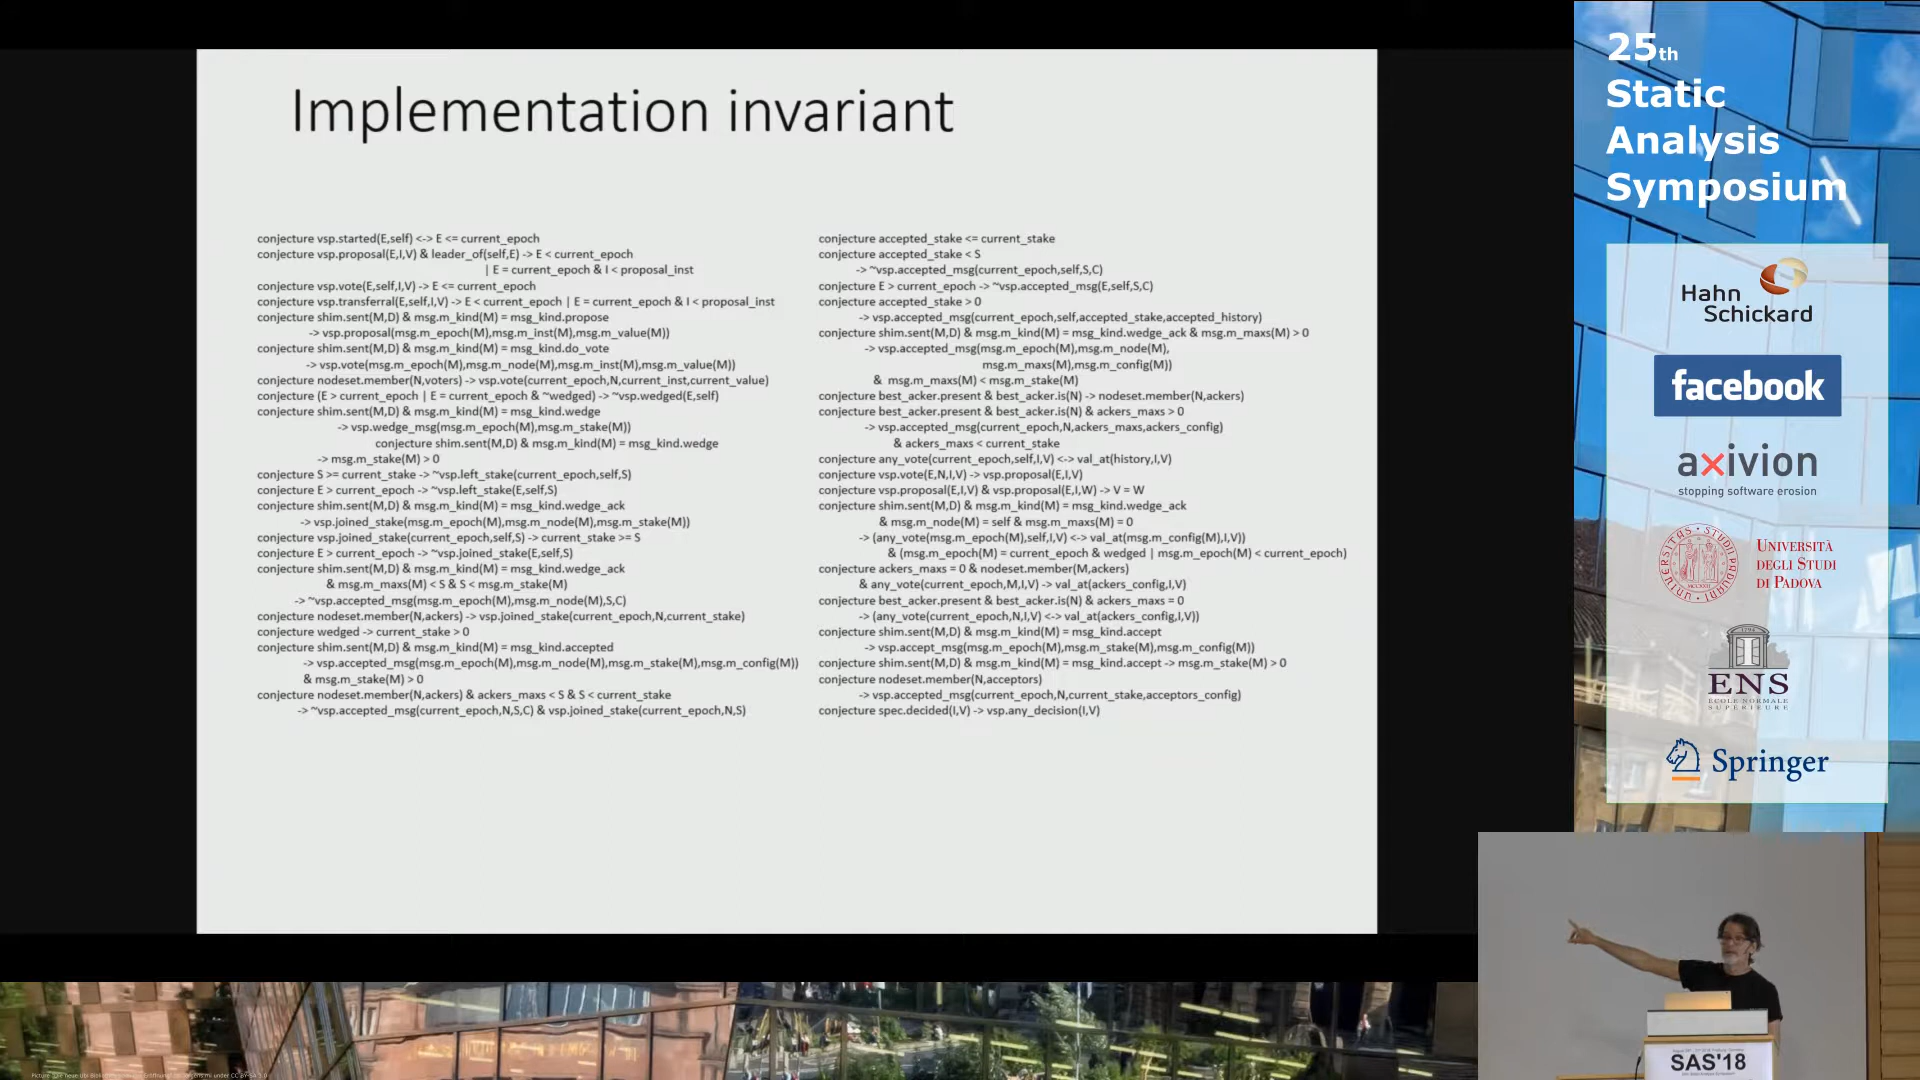 Implementation invariant
conjecture vsp.started(E,self) <-> E <= current_epoch
conjecture vsp.proposal(E,I,V) & leader_of(self,E) -> E < current_epoch
| E = current_epoch & I < proposal_inst
conjecture vsp.vote(E,self,I,V) -> E <= current_epoch
conjecture vsp.transferral(E,self,I,V) -> E < current_epoch | E = current_epoch & I < proposal_inst
conjecture shim.sent(M,D) & msg.m_kind(M) = msg_kind.propose
-> vsp.proposal(msg.m_epoch(M),msg.m_inst(M),msg.m_value(M))
conjecture shim.sent(M,D) & msg.m_kind(M) = msg_kind.do_vote
-> vsp.vote(msg.m_epoch(M),msg.m_node(M),msg.m_inst(M),msg.m_value(M))
conjecture nodeset.member(N,voters) -> vsp.vote(current_epoch,N,current_inst,current_value)
conjecture (E > current_epoch | E = current_epoch & ~wedged) -> ~vsp.wedged(E,self)
conjecture shim.sent(M,D) & msg.m_kind(M) = msg_kind.wedge
-> vsp.wedge_msg(msg.m_epoch(M),msg.m_stake(M))
conjecture shim.sent(M,D) & msg.m_kind(M) = msg_kind.wedge
-> msg.m_stake(M) > 0
conjecture S >= current_stake -> ~vsp.left_stake(current_epoch,self,S)
conjecture E > current_epoch -> ~vsp.left_stake(E,self,S)
conjecture shim.sent(M,D) & msg.m_kind(M) = msg_kind.wedge_ack
-> vsp.joined_stake(msg.m_epoch(M),msg.m_node(M),msg.m_stake(M))
conjecture vsp.joined_stake(current_epoch,self,S) -> current_stake >= S
conjecture E > current_epoch -> ~vsp.joined_stake(E,self,S)
conjecture shim.sent(M,D) & msg.m_kind(M) = msg_kind.wedge_ack
& msg.m_maxs(M) < S & S < msg.m_stake(M)
-> ~vsp.accepted_msg(msg.m_epoch(M),msg.m_node(M),S,C)
conjecture nodeset.member(N,ackers) -> vsp.joined_stake(current_epoch,N,current_stake)
conjecture wedged -> current_stake > 0
conjecture shim.sent(M,D) & msg.m_kind(M) = msg_kind.accepted
-> vsp.accepted_msg(msg.m_epoch(M),msg.m_node(M),msg.m_stake(M),msg.m_config(M))
& msg.m_stake(M) > 0
conjecture nodeset.member(N,ackers) & ackers_maxs < S & S < current_stake
-> ~vsp.accepted_msg(current_epoch,N,S,C) & vsp.joined_stake(current_epoch,N,S)
conjecture accepted_stake <= current_stake
conjecture accepted_stake < S
-> ~vsp.accepted_msg(current_epoch,self,S,C)
conjecture E > current_epoch -> ~vsp.accepted_msg(E,self,S,C)
conjecture accepted_stake > 0
-> vsp.accepted_msg(current_epoch,self,accepted_stake,accepted_history)
conjecture shim.sent(M,D) & msg.m_kind(M) = msg_kind.wedge_ack & msg.m_maxs(M) > 0
-> vsp.accepted_msg(msg.m_epoch(M),msg.m_node(M),
msg.m_maxs(M),msg.m_config(M))
& msg.m_maxs(M) < msg.m_stake(M)
conjecture best_acker.present & best_acker.is(N) -> nodeset.member(N,ackers)
conjecture best_acker.present & best_acker.is(N) & ackers_maxs > 0
-> vsp.accepted_msg(current_epoch,N,ackers_maxs,ackers_config)
& ackers_maxs < current_stake
conjecture any_vote(current_epoch,self,I,V) <-> val_at(history,I,V)
conjecture vsp.vote(E,N,I,V) -> vsp.proposal(E,I,V)
conjecture vsp.proposal(E,I,V) & vsp.proposal(E,I,W) -> V = W
conjecture shim.sent(M,D) & msg.m_kind(M) = msg_kind.wedge_ack
& msg.m_node(M) = self & msg.m_maxs(M) = 0
-> (any_vote(msg.m_epoch(M),self,I,V) <-> val_at(msg.m_config(M),I,V))
& (msg.m_epoch(M) = current_epoch & wedged | msg.m_epoch(M) < current_epoch)
conjecture ackers_maxs = 0 & nodeset.member(M,ackers)
& any_vote(current_epoch,M,I,V) -> val_at(ackers_config,I,V)
conjecture best_acker.present & best_acker.is(N) & ackers_maxs = 0
-> (any_vote(current_epoch,N,I,V) <-> val_at(ackers_config,I,V))
conjecture shim.sent(M,D) & msg.m_kind(M) = msg_kind.accept
-> vsp.accept_msg(msg.m_epoch(M),msg.m_stake(M),msg.m_config(M))
conjecture shim.sent(M,D) & msg.m_kind(M) = msg_kind.accept -> msg.m_stake(M) > 0
conjecture nodeset.member(N,acceptors)
-> vsp.accepted_msg(current_epoch,N,current_stake,acceptors_config)
conjecture spec.decided(I,V) -> vsp.any_decision(I,V)
25th
Static
Analysis
Symposium
Hahn
Schickard
facebook
axivion
stopping software erosion
UNIVERSITÀ
DEGLI STUDI
DI PADOVA
ENS
ÉCOLE NORMALE
SUPÉRIEURE
Springer
SAS'18